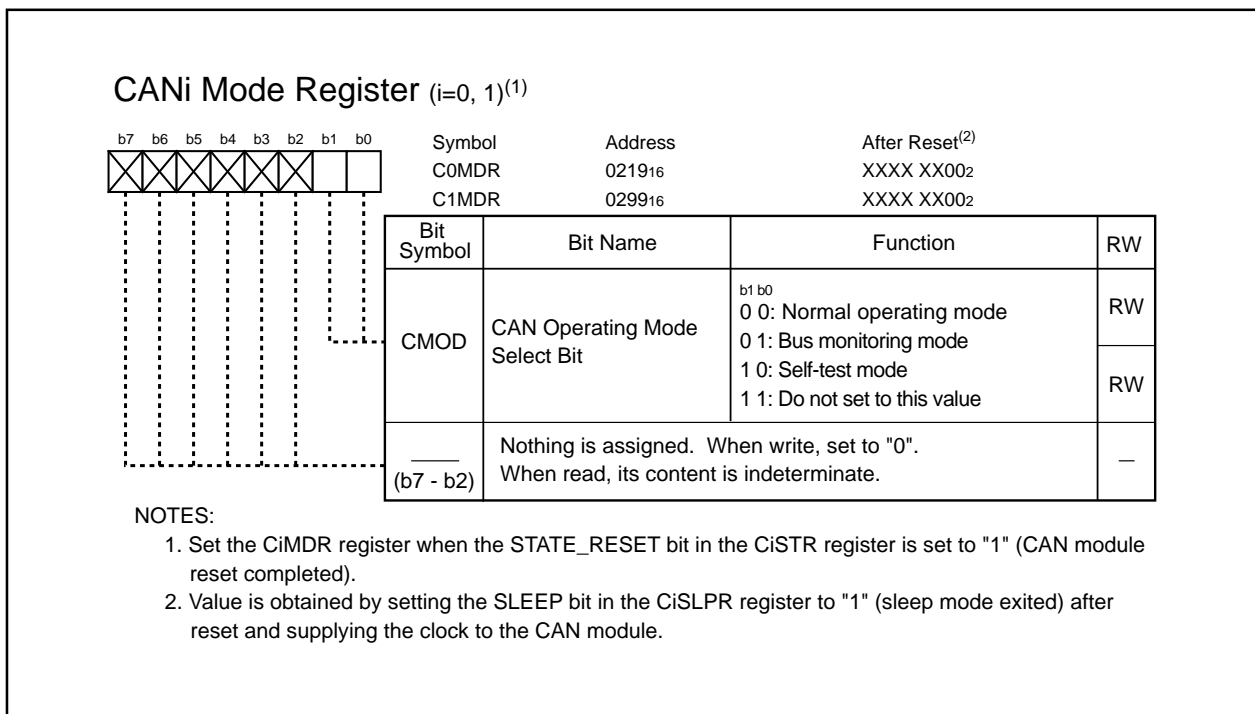 CANi Mode Register (i=0, 1)(1)
b7 b6 b5 b4 b3 b2 b1 b0
Symbol Address After Reset(2)
C0MDR 021916 XXXX XX002
C1MDR 029916 XXXX XX002
Bit Symbol Bit Name Function RW
CMOD CAN Operating Mode Select Bit
b1 b0
0 0: Normal operating mode
0 1: Bus monitoring mode
1 0: Self-test mode
1 1: Do not set to this value
RW
RW
(b7 - b2)
Nothing is assigned. When write, set to "0".
When read, its content is indeterminate.
—
NOTES:
1. Set the CiMDR register when the STATE_RESET bit in the CiSTR register is set to "1" (CAN module
reset completed).
2. Value is obtained by setting the SLEEP bit in the CiSLPR register to "1" (sleep mode exited) after
reset and supplying the clock to the CAN module.